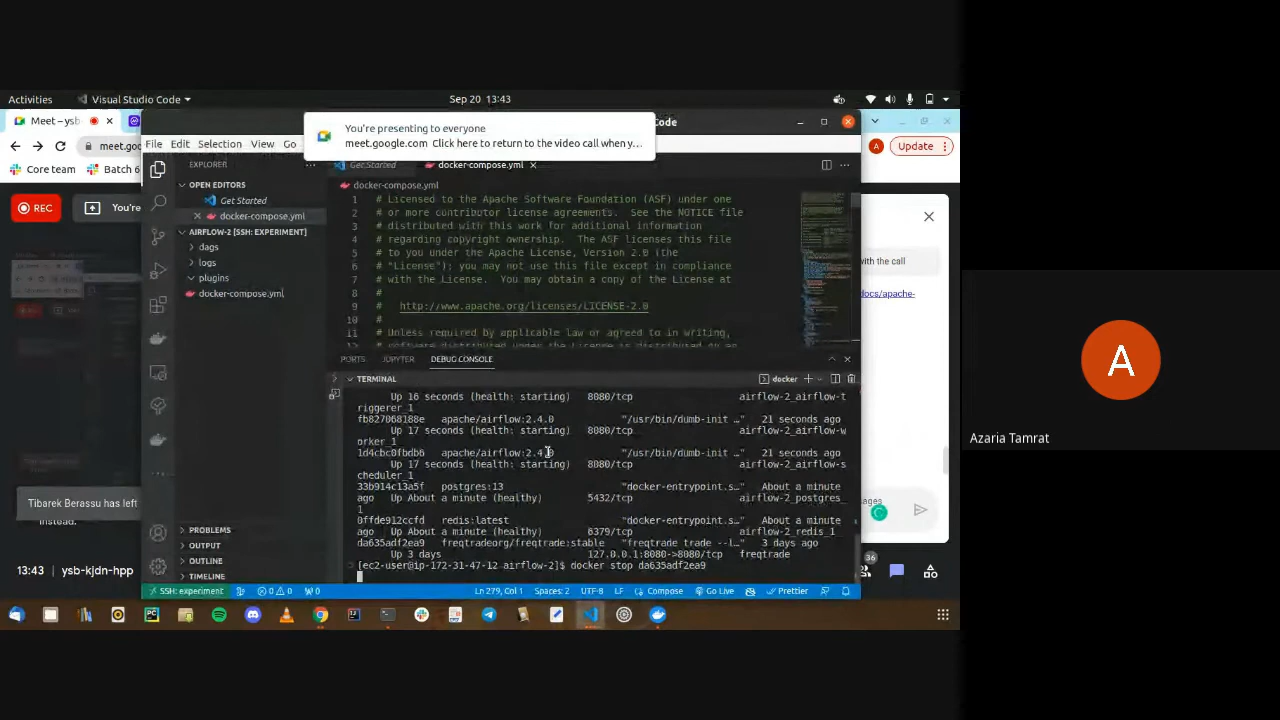 Activities
Visual Studio Code
Sep 20 13:43
Meet – ysb
You're presenting to everyone
meet.google.com Click here to return to the video call when y...
Code
meet.goo
A
Update
File Edit Selection View Go
Core team
Batch 6
EXPLORER
Get Started
docker-compose.yml
OPEN EDITORS
Get Started
docker-compose.yml
AIRFLOW-2 [SSH: EXPERIMENT]
dags
logs
plugins
docker-compose.yml
docker-compose.yml
REC
You're
1 # Licensed to the Apache Software Foundation (ASF) under one
2 # or more contributor license agreements. See the NOTICE file
3 # distributed with this work for additional information
4 # regarding copyright ownership. The ASF licenses this file
5 # to you under the Apache License, Version 2.0 (the
6 # "License"); you may not use this file except in compliance
7 # with the License. You may obtain a copy of the License at
8 #
9 # http://www.apache.org/licenses/LICENSE-2.0
10 #
11 # Unless required by applicable law or agreed to in writing,
with the call
docs/apache-
PORTS JUPYTER DEBUG CONSOLE
TERMINAL
docker
Up 16 seconds (health: starting) 8080/tcp airflow-2_airflow-t
riggerer_1
fb827068188e apache/airflow:2.4.0 "/usr/bin/dumb-init …" 21 seconds ago
Up 17 seconds (health: starting) 8080/tcp airflow-2_airflow-w
orker_1
1d4cbc0fbdb6 apache/airflow:2.4.0 "/usr/bin/dumb-init …" 21 seconds ago
Up 17 seconds (health: starting) 8080/tcp airflow-2_airflow-s
cheduler_1
33b914c13a5f postgres:13 "docker-entrypoint.s…" About a minute
ago Up About a minute (healthy) 5432/tcp airflow-2_postgres_
1
0ffde912ccfd redis:latest "docker-entrypoint.s…" About a minute
ago Up About a minute (healthy) 6379/tcp airflow-2_redis_1
da635adf2ea9 freqtradeorg/freqtrade:stable "freqtrade trade --l…" 3 days ago
Up 3 days 127.0.0.1:8080->8080/tcp freqtrade
[ec2-user@ip-172-31-47-12 airflow-2]$ docker stop da635adf2ea9
Tibarek Berassu has left
instead.
PROBLEMS
OUTPUT
OUTLINE
TIMELINE
13:43 ysb-kjdn-hpp
36
SSH: experiment
0 0
0
Ln 279, Col 1 Spaces: 2 UTF-8 LF Compose Go Live Prettier
A
Azaria Tamrat